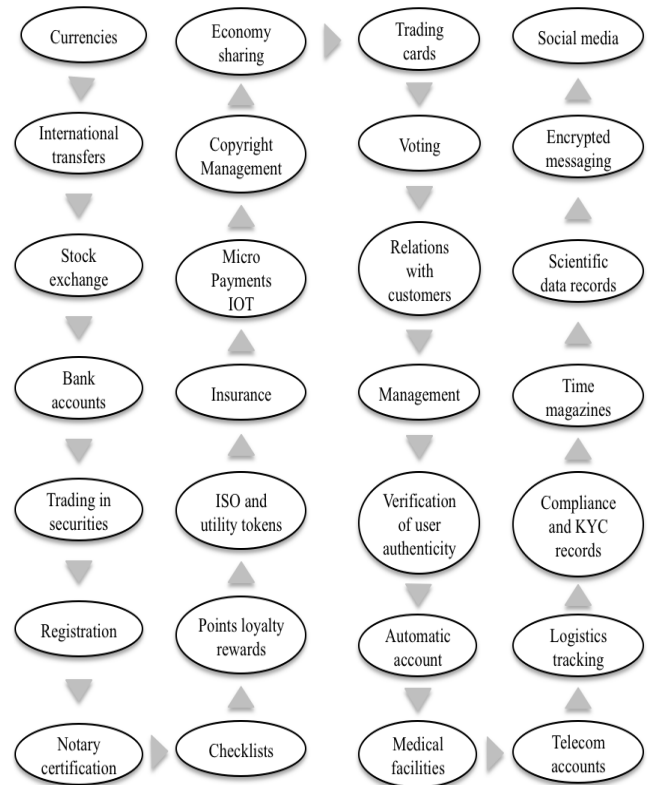 Currencies
International
transfers
Stock
exchange
Bank
accounts
Trading in
securities
Registration
Notary
certification
Checklists
Points loyalty
rewards
ISO and
utility tokens
Insurance
Micro
Payments
IOT
Copyright
Management
Economy
sharing
Trading
cards
Voting
Relations
with
customers
Management
Verification
of user
authenticity
Automatic
account
Medical
facilities
Telecom
accounts
Logistics
tracking
Compliance
and KYC
records
Time
magazines
Scientific
data records
Encrypted
messaging
Social media